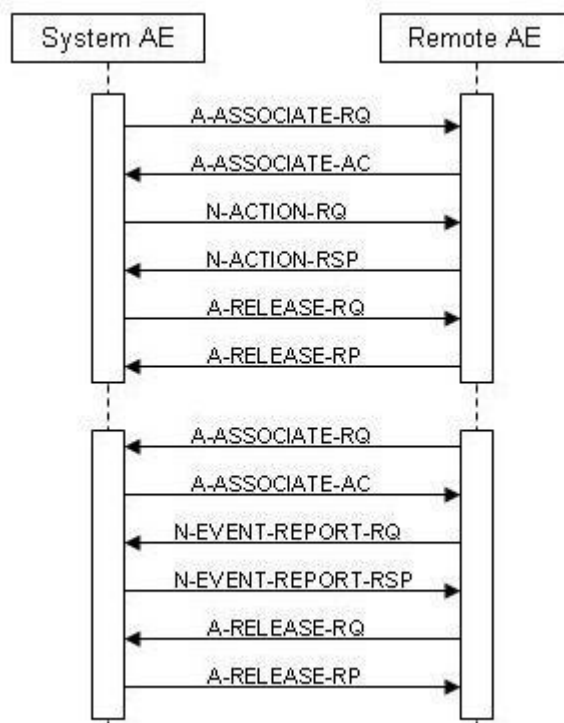 System AE
Remote AE
A-ASSOCIATE-RQ
A-ASSOCIATE-AC
N-ACTION-RQ
N-ACTION-RSP
A-RELEASE-RQ
A-RELEASE-RP
A-ASSOCIATE-RQ
A-ASSOCIATE-AC
N-EVENT-REPORT-RQ
N-EVENT-REPORT-RSP
A-RELEASE-RQ
A-RELEASE-RP